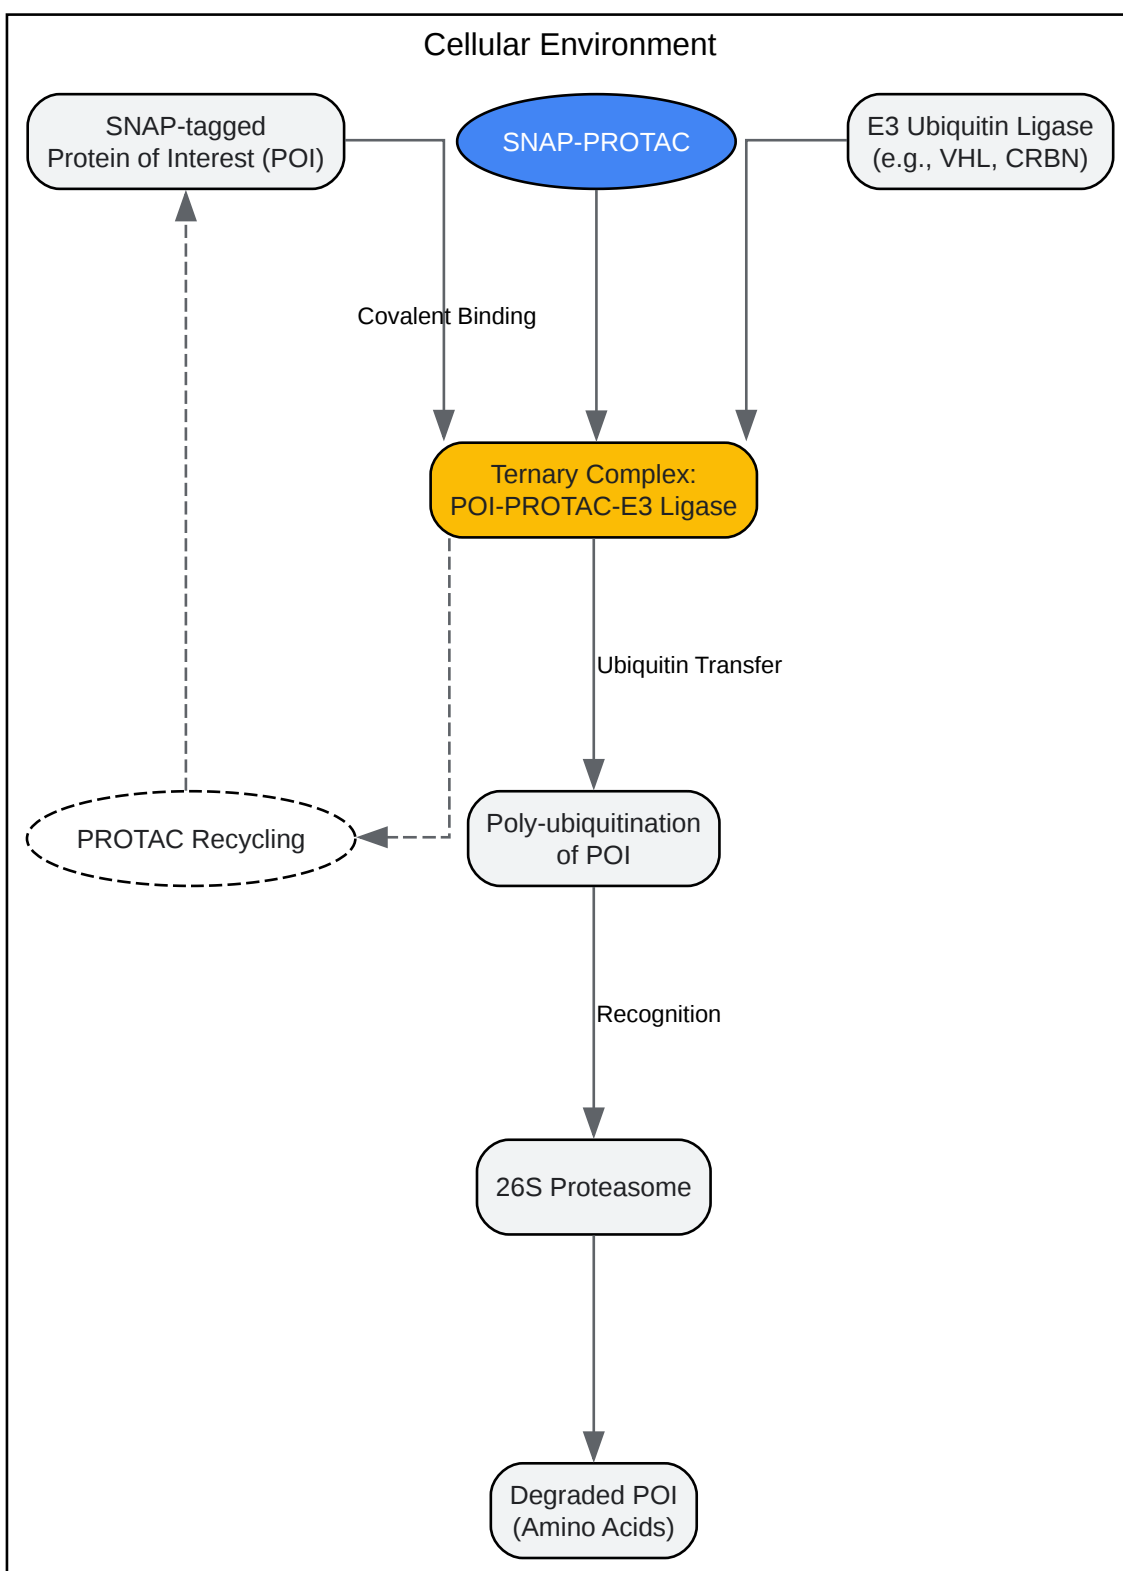 Cellular Environment
SNAP-tagged
Protein of Interest (POI)
SNAP-PROTAC
E3 Ubiquitin Ligase
(e.g., VHL, CRBN)
Covalent Binding
Ternary Complex:
POI-PROTAC-E3 Ligase
Ubiquitin Transfer
PROTAC Recycling
Poly-ubiquitination
of POI
Recognition
26S Proteasome
Degraded POI
(Amino Acids)